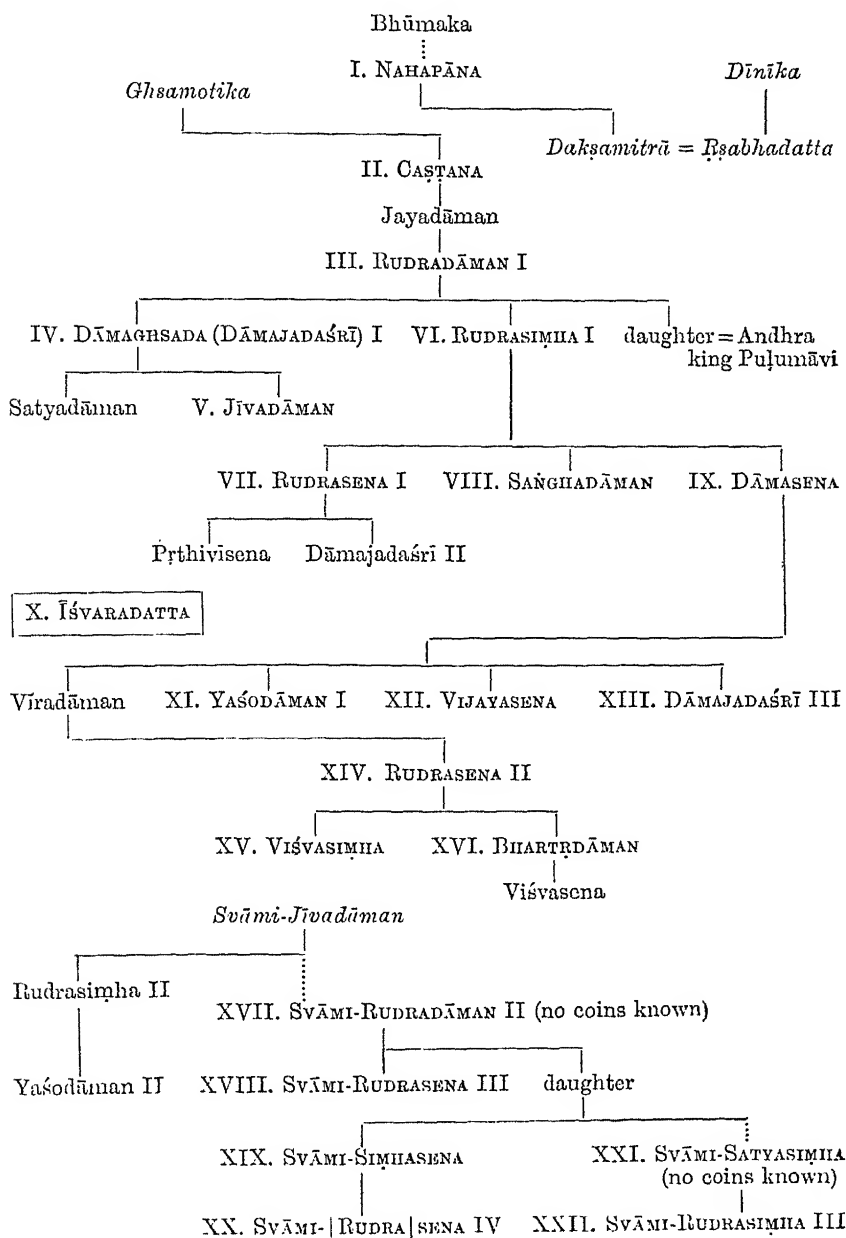 Bhūmaka
I. NAHAPĀNA
Ghsamotika
Dīnīka
Dakṣamitrā = Ṛṣabhadatta
II. CAṢṬANA
Jayadāman
III. RUDRADĀMAN I
IV. DĀMAGHSADA (DĀMAJADAŚRĪ) I VI. RUDRASIṂHA I daughter = Andhra
king Puḷumāvi
Satyadāman V. JĪVADĀMAN
VII. RUDRASENA I VIII. SAṄGHADĀMAN IX. DĀMASENA
Pṛthivīsena Dāmajadaśrī II
X. ĪŚVARADATTA
Vīradāman XI. YAŚODĀMAN I XII. VIJAYASENA XIII. DĀMAJADAŚRĪ III
XIV. RUDRASENA II
XV. VIŚVASIṂHA XVI. BHARTṚDĀMAN
Viśvasena
Svāmi-Jīvadāman
Rudrasiṃha II
XVII. SVĀMI-RUDRADĀMAN II (no coins known)
Yaśodāman II XVIII. SVĀMI-RUDRASENA III daughter
XIX. SVĀMI-SIṂHASENA XXI. SVĀMI-SATYASIṂHA
(no coins known)
XX. SVĀMI-|RUDRA|SENA IV XXII. SVĀMI-RUDRASIṂHA III